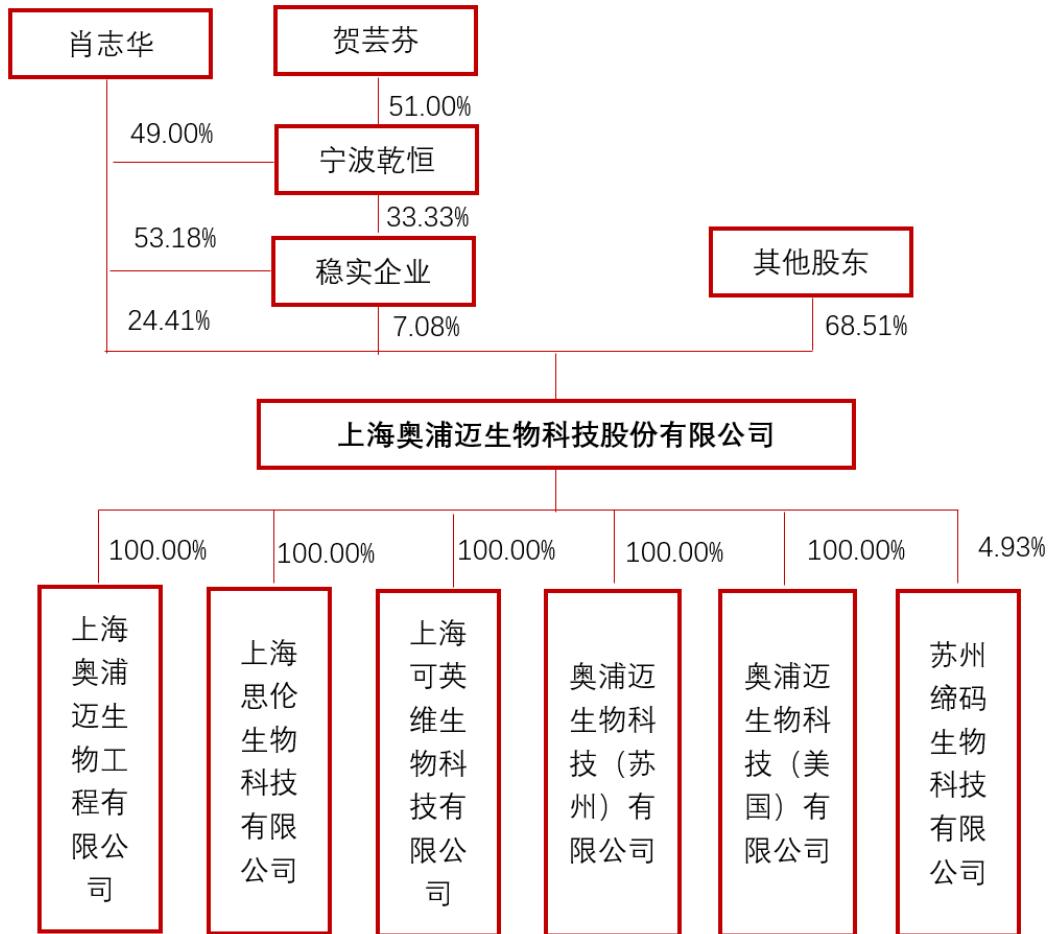 肖志华
贺芸芬
51.00%
49.00%
宁波乾恒
33.33%
53.18%
稳实企业
其他股东
24.41%
7.08%
68.51%
上海奥浦迈生物科技股份有限公司
100.00%
100.00%
100.00%
100.00%
100.00%
4.93%
上海
奥浦
迈生
物工
程有
限公
司
上海
思伦
生物
科技
有限
公司
上海
可英
维生
物科
技有
限公
司
奥浦迈
生物科
技（苏
州）有
限公司
奥浦迈
生物科
技（美
国）有
限公司
苏州
缔码
生物
科技
有限
公司